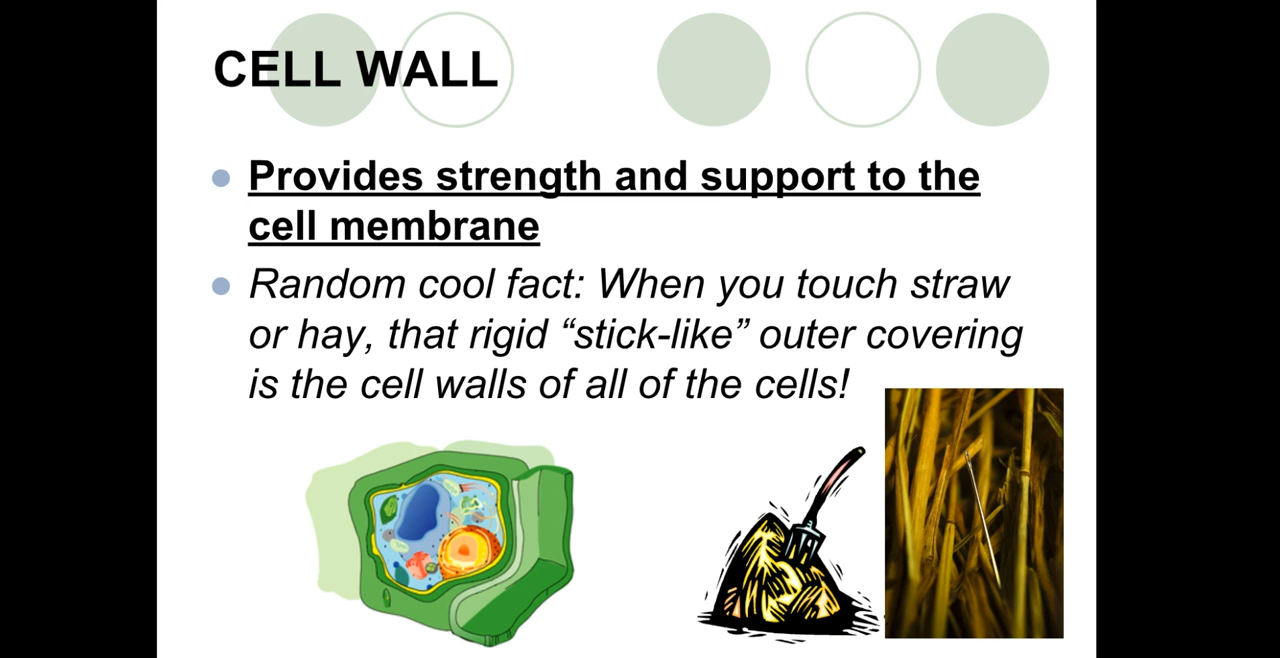 CELL WALL
Provides strength and support to the
cell membrane
Random cool fact: When you touch straw
or hay, that rigid “stick-like” outer covering
is the cell walls of all of the cells!